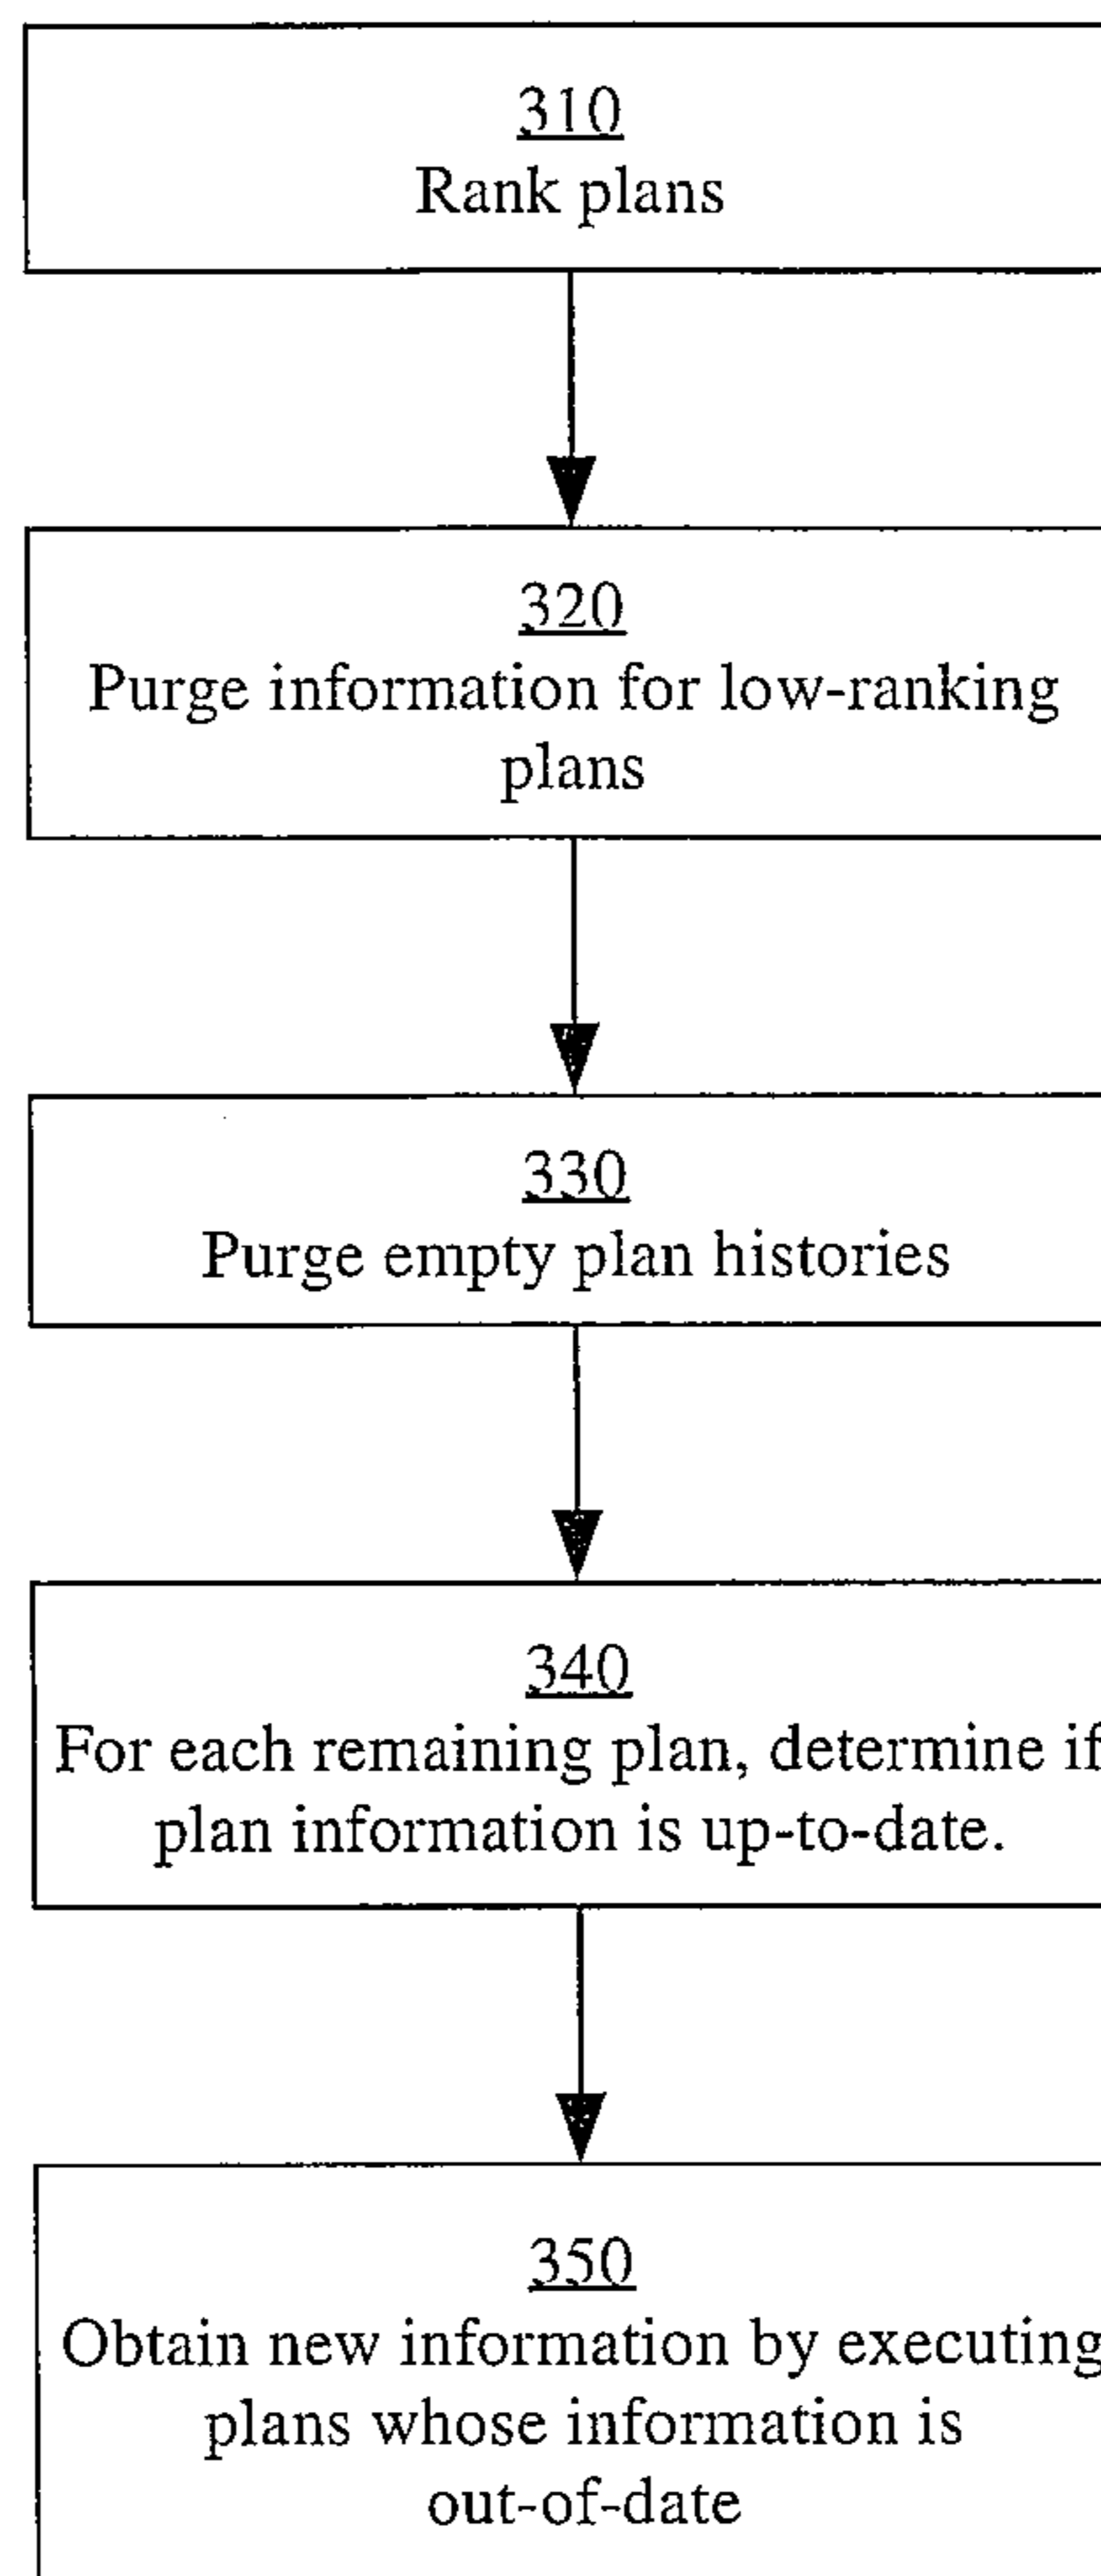 310
Rank plans
320
Purge information for low-ranking
plans
330
Purge empty plan histories
340
For each remaining plan, determine if
plan information is up-to-date.
350
Obtain new information by executing
plans whose information is
out-of-date